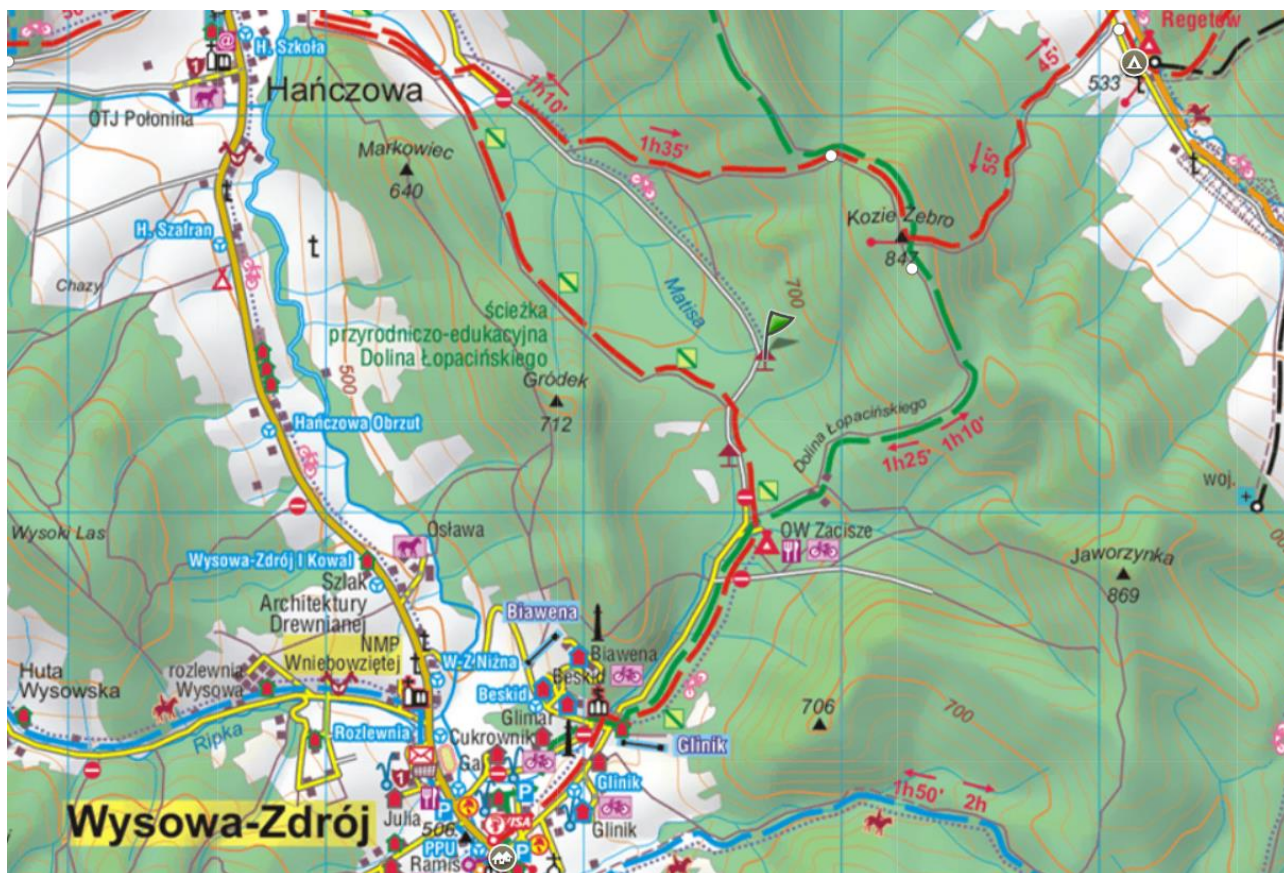 Regetów
H. Szkoła
Hańczowa
OTJ Połonina
1h10'
45'
533
Markowiec
640
1h35'
55'
Kozie Żebro
847
H. Szafran
Chazy
Matisa
700
ścieżka
przyrodniczo-edukacyjna
Dolina Łopacińskiego
500
Gródek
712
Hańczowa Obrzut
Dolina Łopacińskiego
1h25'
1h10'
woj.
Wysoki Las
Osława
OW Zacisze
Wysowa-Zdrój I Kowal
Szlak
Architektury
Drewnianej
NMP
Wniebowziętej
Jaworzynka
869
Biawena
Biawena
Beskid
W-Z Niżna
Huta
Wysowska
rozlewnia
Wysowa
Beskid
Glimar
706
700
Ripka
Rozlewnia
Cukrownik
Glinik
Glinik
Glinik
1h50'
2h
Wysowa-Zdrój
Julia
506
VISA
PPU
Ramis